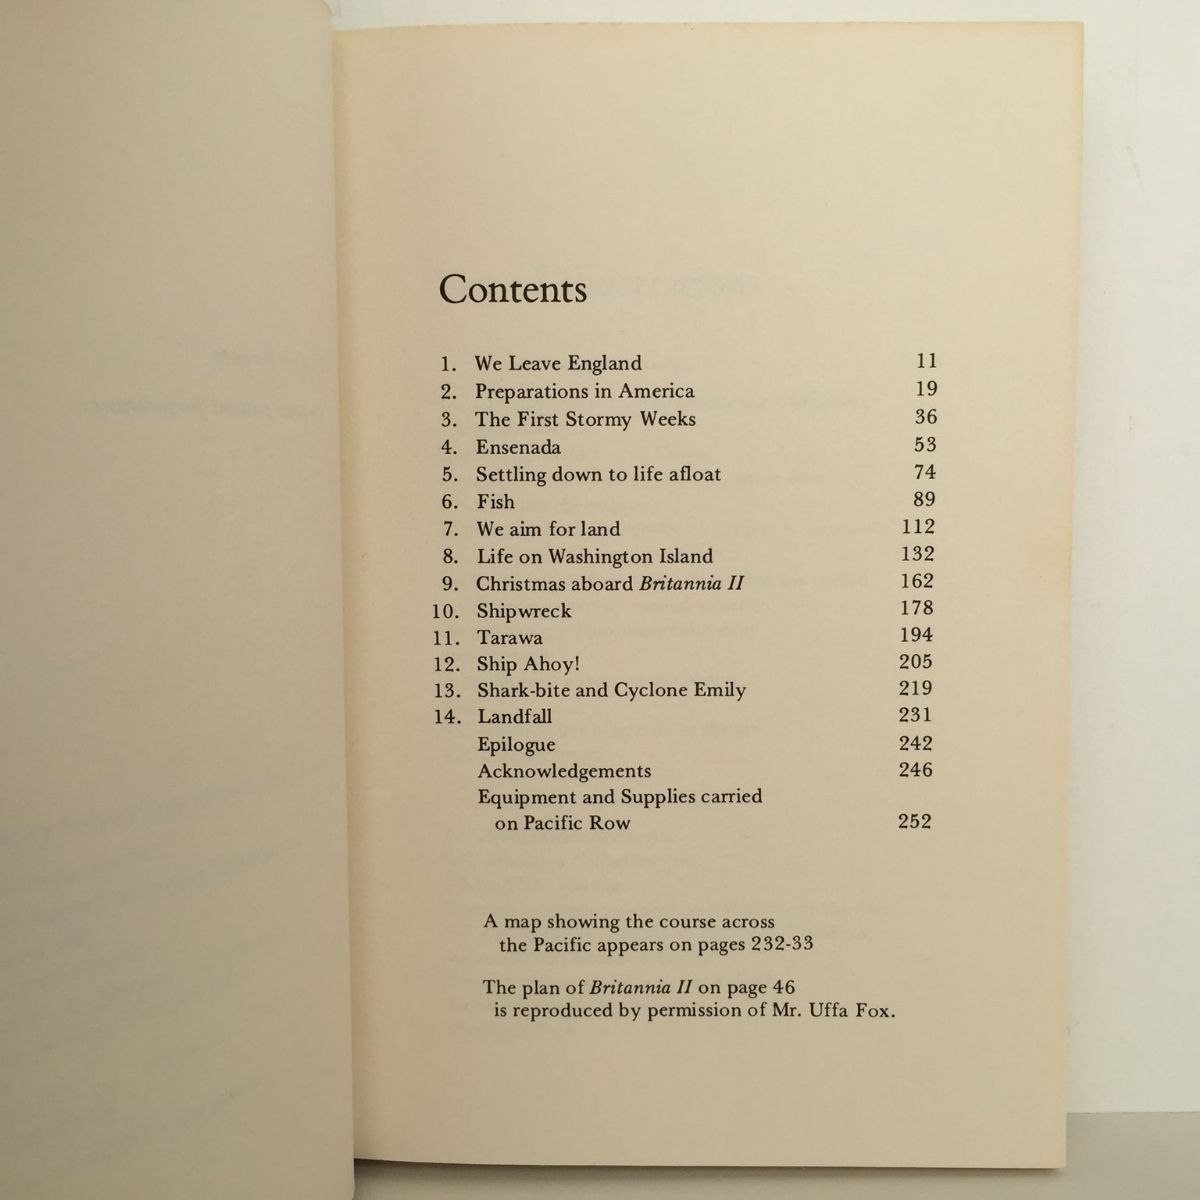 Contents
1. We Leave England 11
2. Preparations in America 19
3. The First Stormy Weeks 36
4. Ensenada 53
5. Settling down to life afloat 74
6. Fish 89
7. We aim for land 112
8. Life on Washington Island 132
9. Christmas aboard Britannia II 162
10. Shipwreck 178
11. Tarawa 194
12. Ship Ahoy! 205
13. Shark-bite and Cyclone Emily 219
14. Landfall 231
Epilogue 242
Acknowledgements 246
Equipment and Supplies carried
on Pacific Row 252
A map showing the course across
the Pacific appears on pages 232-33
The plan of Britannia II on page 46
is reproduced by permission of Mr. Uffa Fox.